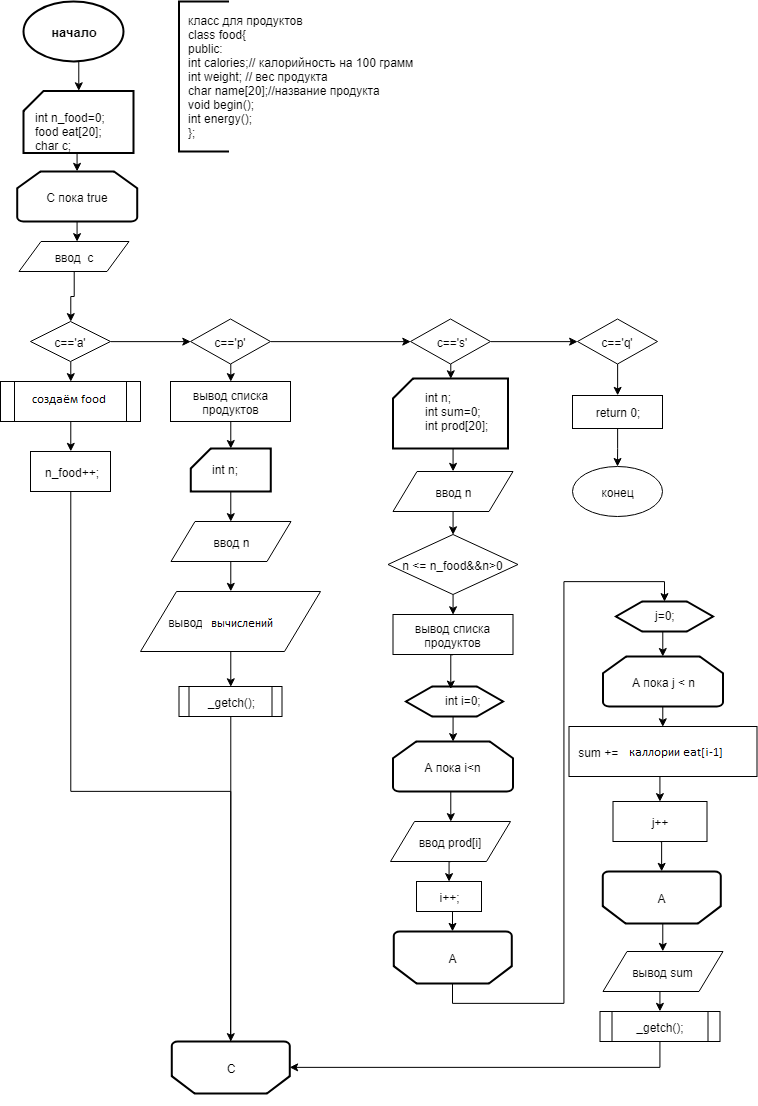 начало
класс для продуктов
class food{
public:
int calories;// калорийность на 100 грамм
int weight; // вес продукта
char name[20];//название продукта
void begin();
int energy();
};
int n_food=0;
food eat[20];
char c;
С пока true
ввод с
c=='a'
c=='p'
c=='s'
c=='q'
создаём food
n_food++;
вывод списка
продуктов
int n;
ввод n
вывод вычислений
_getch();
int n;
int sum=0;
int prod[20];
ввод n
n <= n_food&&n>0
вывод списка
продуктов
int i=0;
А пока i<n
ввод prod[i]
i++;
А
return 0;
конец
j=0;
А пока j < n
sum += каллории eat[i-1]
j++
А
вывод sum
_getch();
С